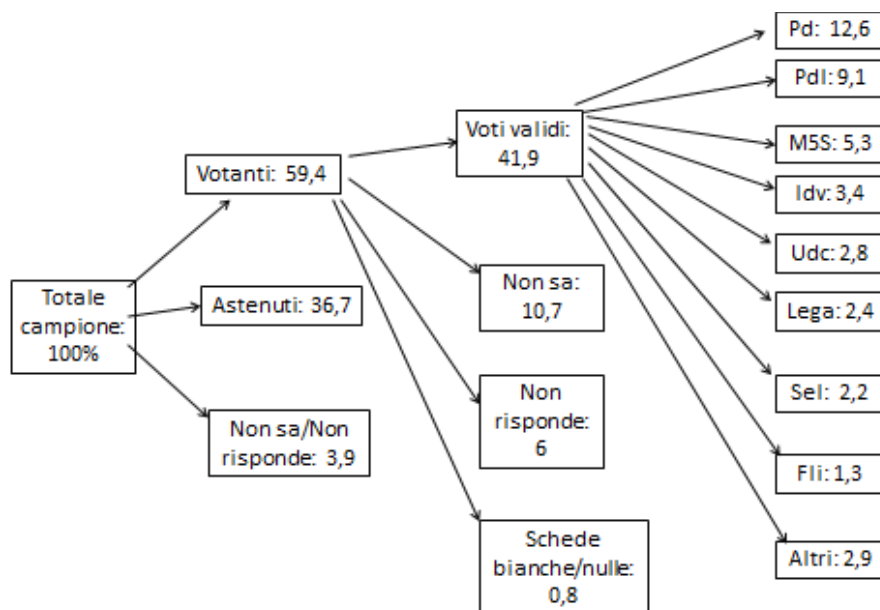 Totale
campione:
100%
Votanti: 59,4
Astenuti: 36,7
Non sa/Non
risponde: 3,9
Voti validi:
41,9
Non sa:
10,7
Non
risponde:
6
Schede
bianche/nulle:
0,8
Pd: 12,6
Pdl: 9,1
M5S: 5,3
Idv: 3,4
Udc: 2,8
Lega: 2,4
Sel: 2,2
Fli: 1,3
Altri: 2,9